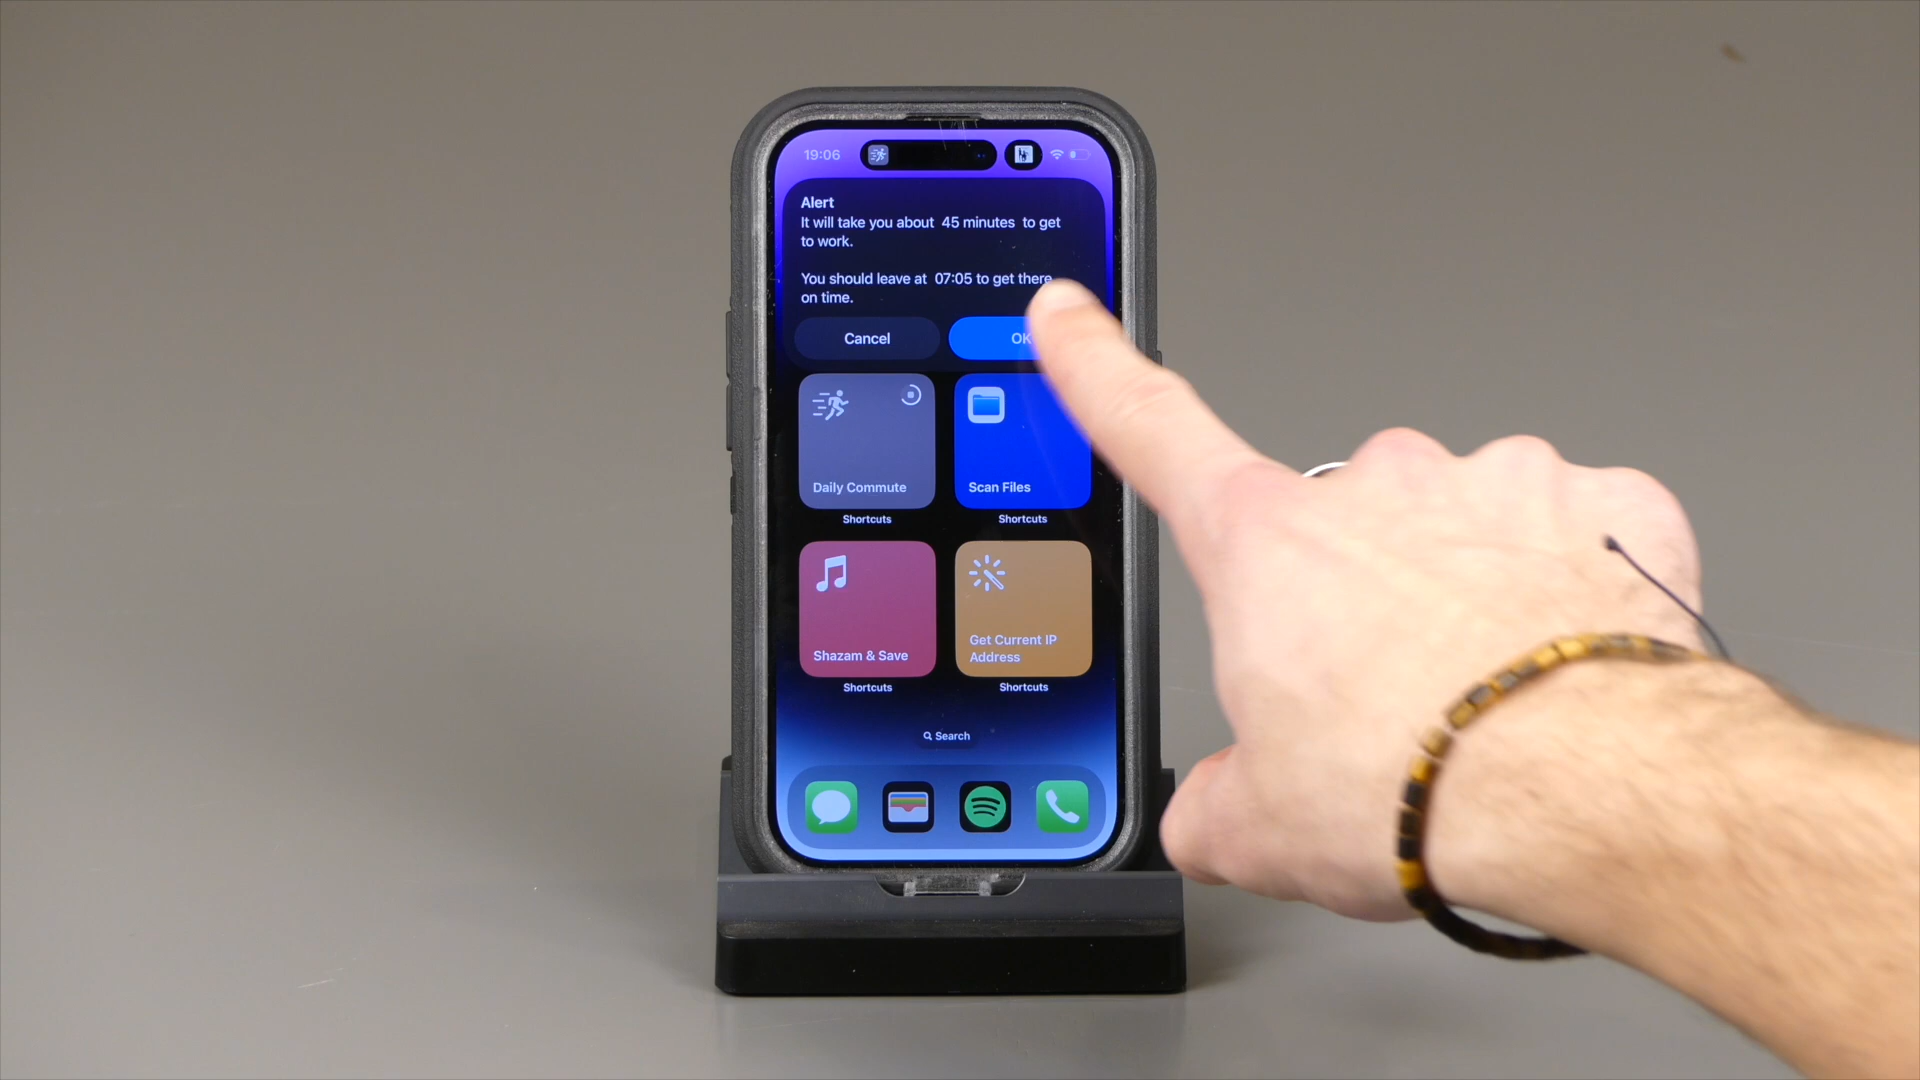 19:06
Alert
It will take you about 45 minutes to get
to work.
You should leave at 07:05 to get there
on time.
Cancel
OK
Daily Commute
Shortcuts
Scan Files
Shortcuts
Shazam & Save
Shortcuts
Get Current IP
Address
Shortcuts
Search